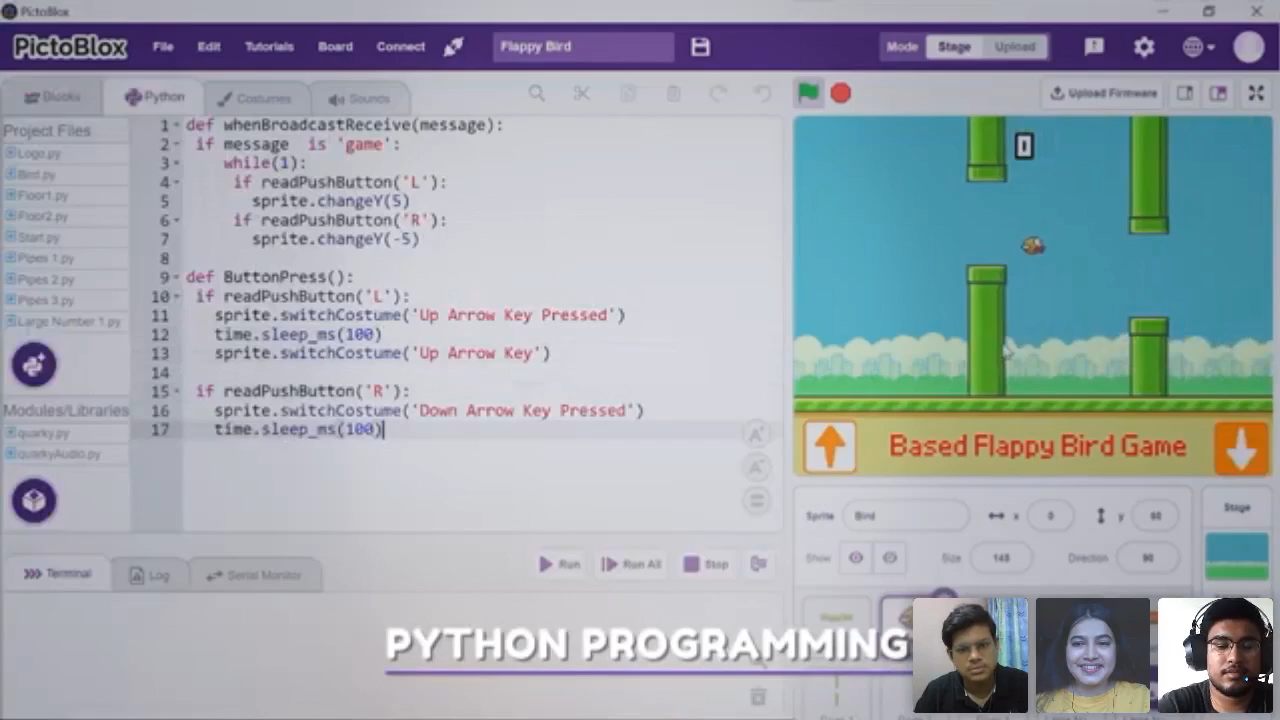 PictoBlox
PictoBlox File Edit Tutorials Board Connect Flappy Bird Mode Stage Upload
Blocks Python Costumes Sounds Upload Firmware
Project Files
Logo.py
Bird.py
Floor1.py
Floor2.py
Start.py
Pipes 1.py
Pipes 2.py
Pipes 3.py
Large Number 1.py
Modules/Libraries
quarky.py
quarkyAudio.py
1 def whenBroadcastReceive(message):
2 if message is 'game':
3 while(1):
4 if readPushButton('L'):
5 sprite.changeY(5)
6 if readPushButton('R'):
7 sprite.changeY(-5)
8
9 def ButtonPress():
10 if readPushButton('L'):
11 sprite.switchCostume('Up Arrow Key Pressed')
12 time.sleep_ms(100)
13 sprite.switchCostume('Up Arrow Key')
14
15 if readPushButton('R'):
16 sprite.switchCostume('Down Arrow Key Pressed')
17 time.sleep_ms(100)
0
Based Flappy Bird Game
Sprite Bird x 0 y
Show Size Direction
Stage
Terminal Log Serial Monitor Run Run All Stop
PYTHON PROGRAMMING